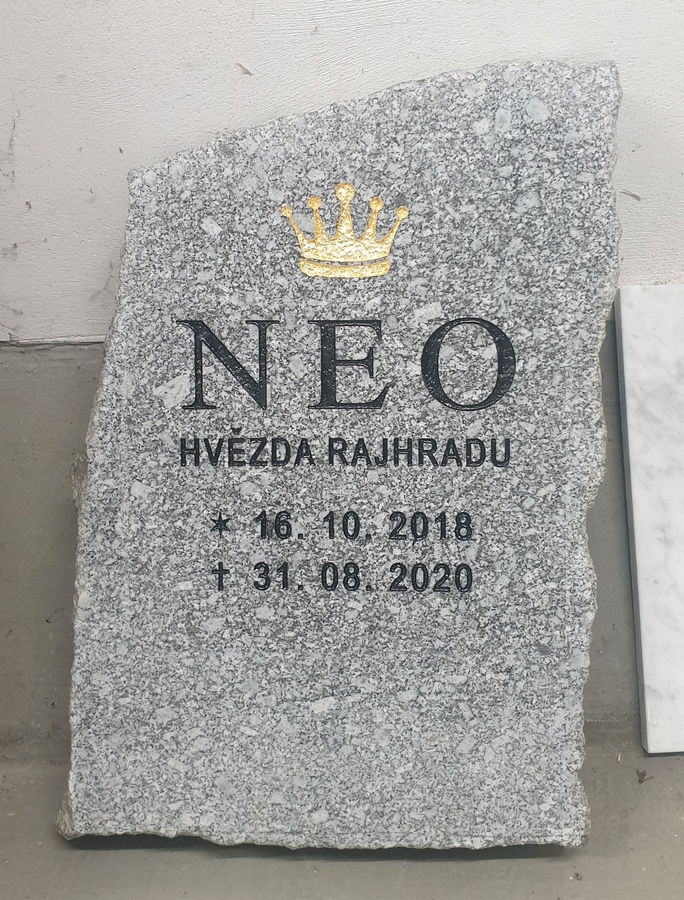 NEO
HVĚZDA RAJHRADU
✶ 16. 10. 2018
✝ 31. 08. 2020